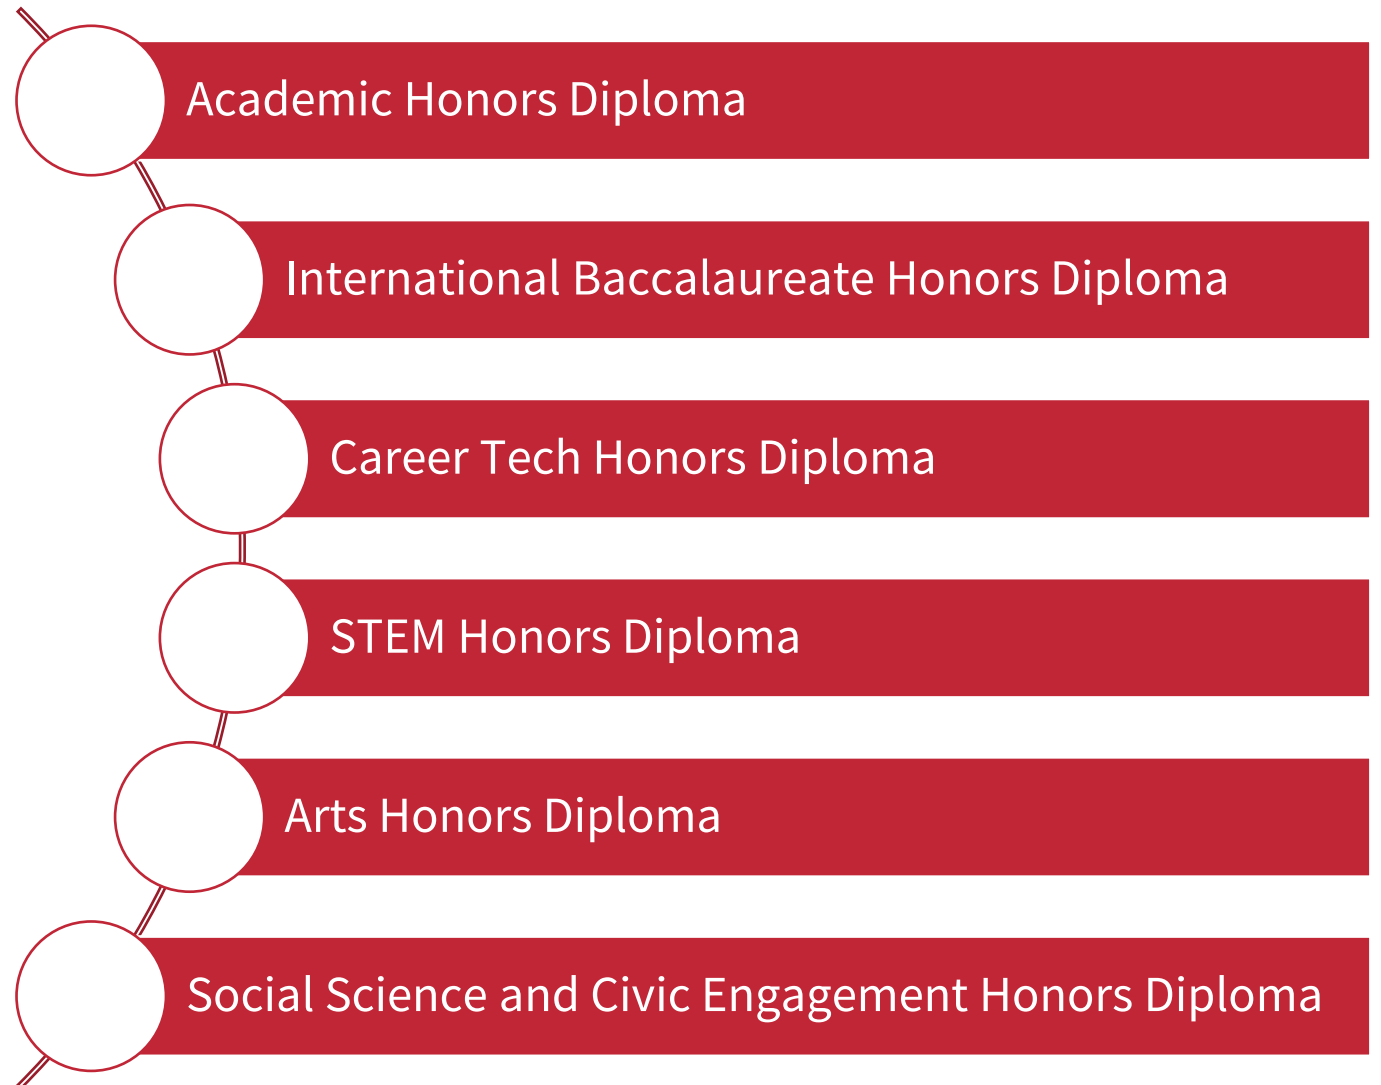 Academic Honors Diploma
International Baccalaureate Honors Diploma
Career Tech Honors Diploma
STEM Honors Diploma
Arts Honors Diploma
Social Science and Civic Engagement Honors Diploma